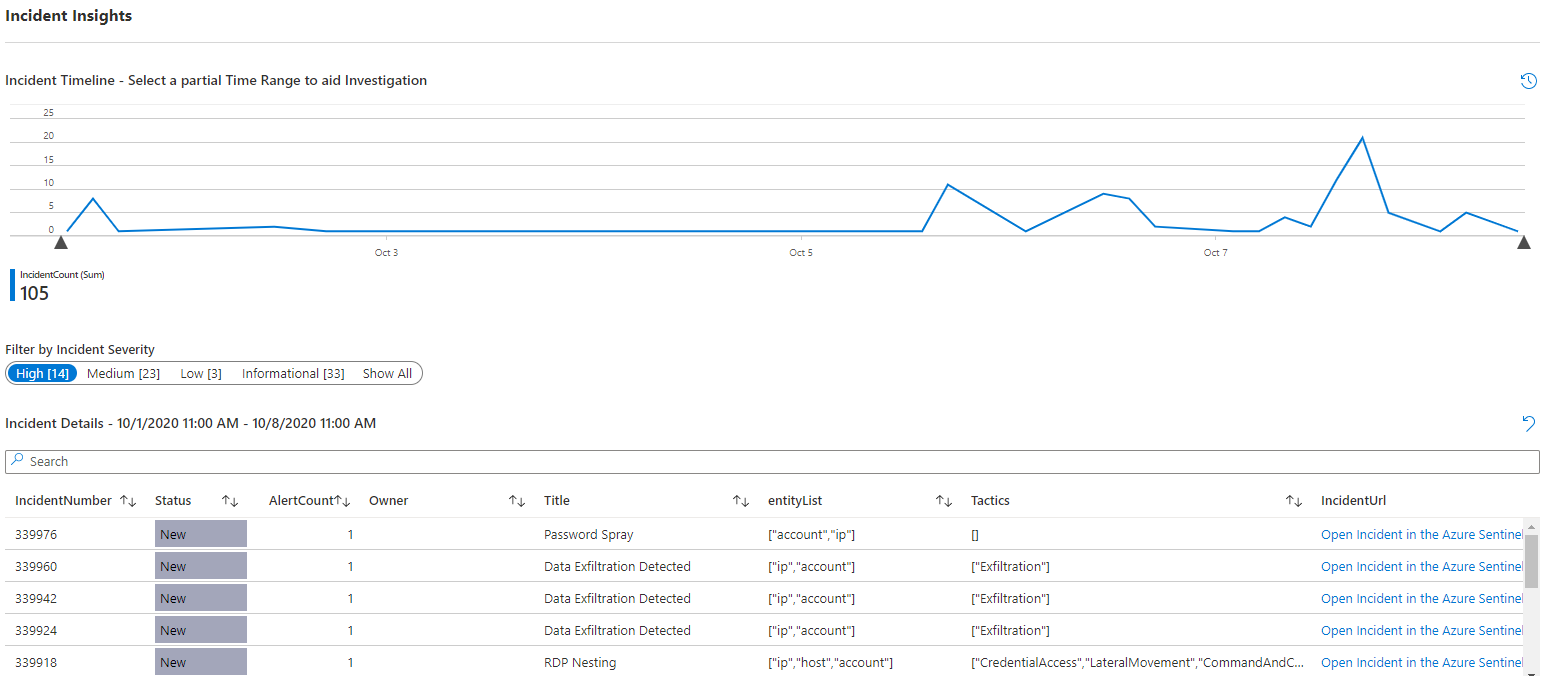 Incident Insights
Incident Timeline - Select a partial Time Range to aid Investigation
25
20
15
10
5
0
Oct 3 Oct 5 Oct 7
IncidentCount (Sum)
105
Filter by Incident Severity
High [14] Medium [23] Low [3] Informational [33] Show All
Incident Details - 10/1/2020 11:00 AM - 10/8/2020 11:00 AM
Search
IncidentNumber Status AlertCount Owner Title entityList Tactics IncidentUrl
339976 New 1 Password Spray ["account","ip"] [] Open Incident in the Azure Sentinel
339960 New 1 Data Exfiltration Detected ["ip","account"] ["Exfiltration"] Open Incident in the Azure Sentinel
339942 New 1 Data Exfiltration Detected ["ip","account"] ["Exfiltration"] Open Incident in the Azure Sentinel
339924 New 1 Data Exfiltration Detected ["ip","account"] ["Exfiltration"] Open Incident in the Azure Sentinel
339918 New 1 RDP Nesting ["ip","host","account"] ["CredentialAccess","LateralMovement","CommandAndC... Open Incident in the Azure Sentinel